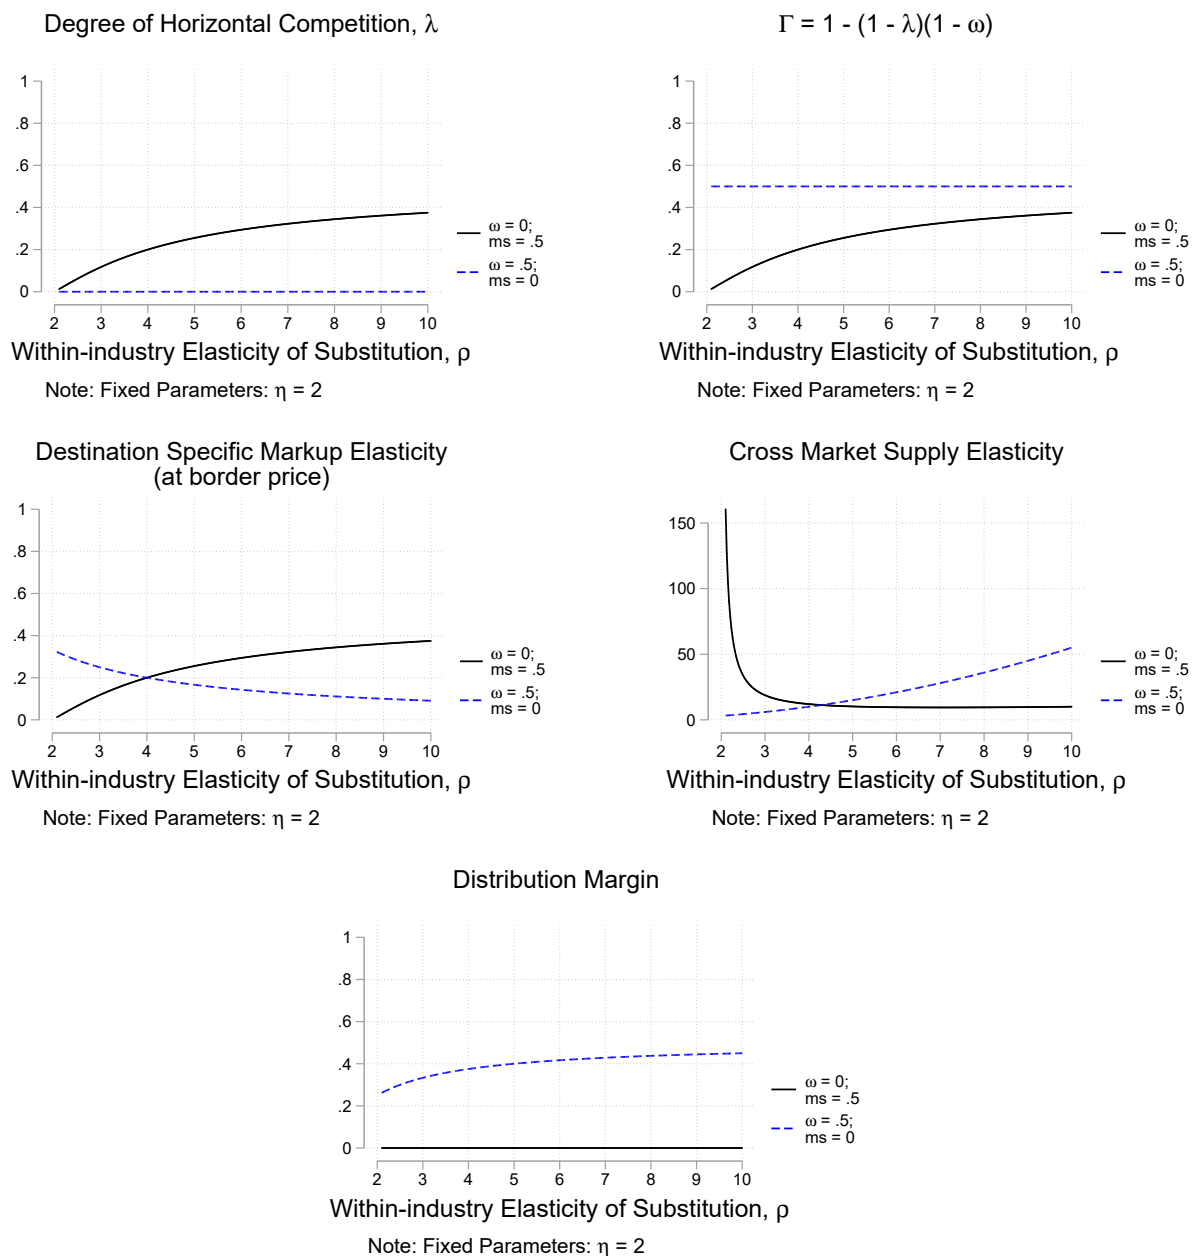 Degree of Horizontal Competition, λ
1
.8
.6
.4
.2
0
2 3 4 5 6 7 8 9 10
Within-industry Elasticity of Substitution, ρ
Note: Fixed Parameters: η = 2
ω = 0;
ms = .5
ω = .5;
ms = 0
Γ = 1 - (1 - λ)(1 - ω)
1
.8
.6
.4
.2
0
2 3 4 5 6 7 8 9 10
Within-industry Elasticity of Substitution, ρ
Note: Fixed Parameters: η = 2
ω = 0;
ms = .5
ω = .5;
ms = 0
Destination Specific Markup Elasticity
(at border price)
1
.8
.6
.4
.2
0
2 3 4 5 6 7 8 9 10
Within-industry Elasticity of Substitution, ρ
Note: Fixed Parameters: η = 2
ω = 0;
ms = .5
ω = .5;
ms = 0
Cross Market Supply Elasticity
150
100
50
0
2 3 4 5 6 7 8 9 10
Within-industry Elasticity of Substitution, ρ
Note: Fixed Parameters: η = 2
ω = 0;
ms = .5
ω = .5;
ms = 0
Distribution Margin
1
.8
.6
.4
.2
0
2 3 4 5 6 7 8 9 10
Within-industry Elasticity of Substitution, ρ
Note: Fixed Parameters: η = 2
ω = 0;
ms = .5
ω = .5;
ms = 0